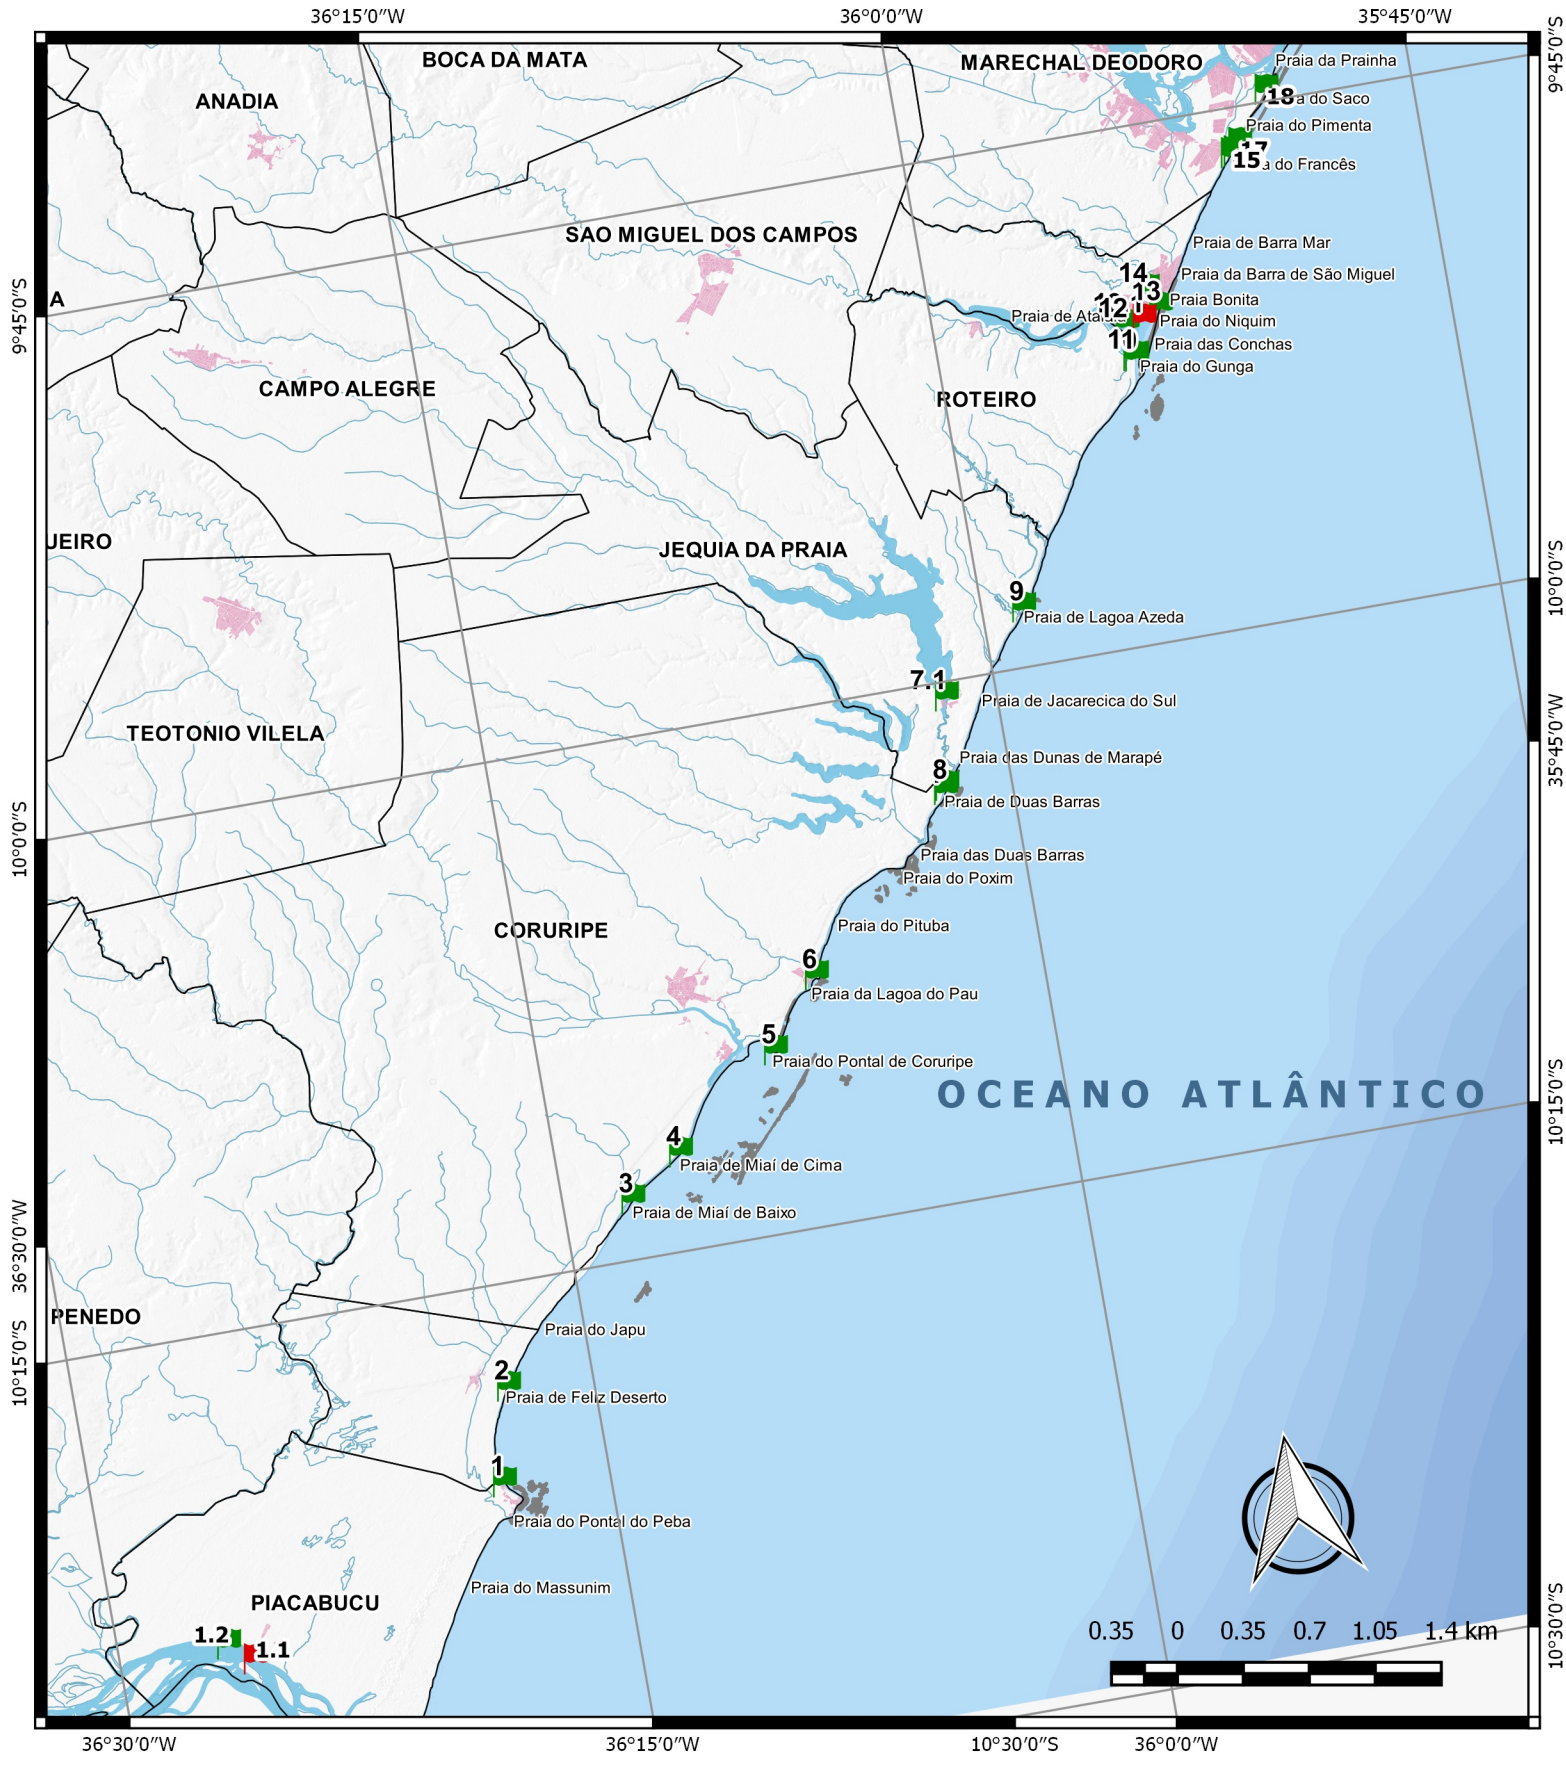 36°15′0″W
36°0′0″W
35°45′0″W
9°45′0″S
BOCA DA MATA
MARECHAL DEODORO
Praia da Prainha
ANADIA
18
a do Saco
Praia do Pimenta
17
15
a do Francês
SAO MIGUEL DOS CAMPOS
Praia de Barra Mar
14
Praia da Barra de São Miguel
13
A
Praia Bonita
12
Praia de Atalaia
Praia do Niquim
9°45′0″S
11
Praia das Conchas
Praia do Gunga
CAMPO ALEGRE
ROTEIRO
UEIRO
JEQUIA DA PRAIA
10°0′0″S
9
Praia de Lagoa Azeda
7.1
Praia de Jacarecica do Sul
TEOTONIO VILELA
35°45′0″W
Praia das Dunas de Marapé
8
Praia de Duas Barras
10°0′0″S
Praia das Duas Barras
Praia do Poxim
Praia do Pituba
CORURIPE
6
Praia da Lagoa do Pau
5
Praia do Pontal de Coruripe
OCEANO ATLÂNTICO
10°15′0″S
4
Praia de Miaí de Cima
3
Praia de Miaí de Baixo
36°30′0″W
PENEDO
Praia do Japu
10°15′0″S
2
Praia de Feliz Deserto
1
Praia do Pontal do Peba
Praia do Massunim
PIACABUCU
1.2
1.1
0.35 0 0.35 0.7 1.05 1.4 km
10°30′0″S
36°30′0″W
36°15′0″W
10°30′0″S
36°0′0″W